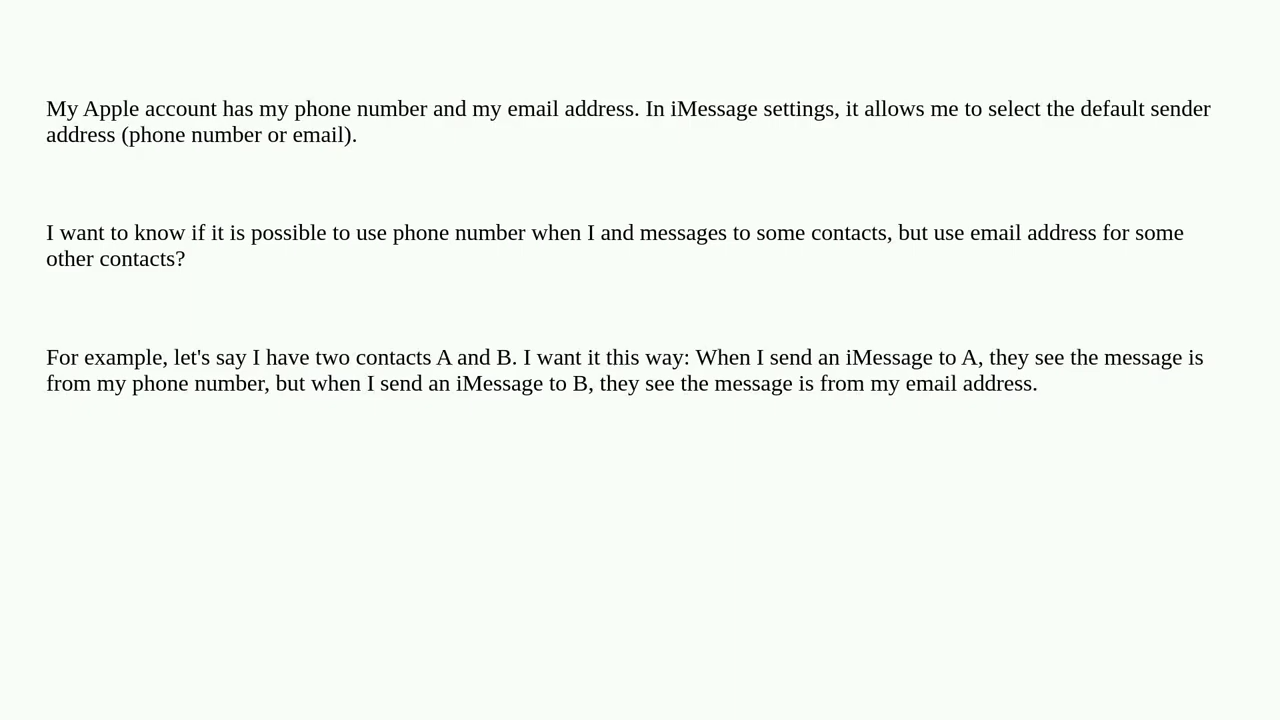 My Apple account has my phone number and my email address. In iMessage settings, it allows me to select the default sender
address (phone number or email).
I want to know if it is possible to use phone number when I and messages to some contacts, but use email address for some
other contacts?
For example, let's say I have two contacts A and B. I want it this way: When I send an iMessage to A, they see the message is
from my phone number, but when I send an iMessage to B, they see the message is from my email address.